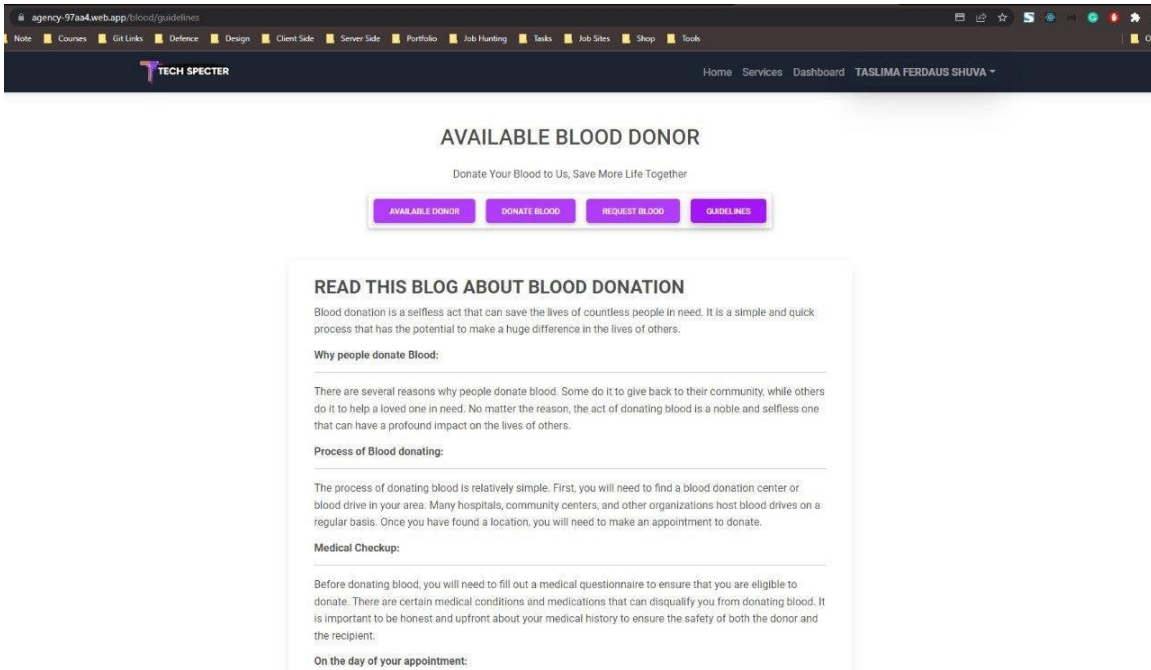 agency-97aa4.web.app/blood/guidelines
Note Courses Git Links Defence Design Client Side Server Side Portfolio Job Hunting Tasks Job Sites Shop Tools
TECH SPECTER Home Services Dashboard TASLIMA FERDAUS SHUVA
AVAILABLE BLOOD DONOR
Donate Your Blood to Us, Save More Life Together
AVAILABLE DONOR DONATE BLOOD REQUEST BLOOD GUIDELINES
READ THIS BLOG ABOUT BLOOD DONATION
Blood donation is a selfless act that can save the lives of countless people in need. It is a simple and quick
process that has the potential to make a huge difference in the lives of others.
Why people donate Blood:
There are several reasons why people donate blood. Some do it to give back to their community, while others
do it to help a loved one in need. No matter the reason, the act of donating blood is a noble and selfless one
that can have a profound impact on the lives of others.
Process of Blood donating:
The process of donating blood is relatively simple. First, you will need to find a blood donation center or
blood drive in your area. Many hospitals, community centers, and other organizations host blood drives on a
regular basis. Once you have found a location, you will need to make an appointment to donate.
Medical Checkup:
Before donating blood, you will need to fill out a medical questionnaire to ensure that you are eligible to
donate. There are certain medical conditions and medications that can disqualify you from donating blood. It
is important to be honest and upfront about your medical history to ensure the safety of both the donor and
the recipient.
On the day of your appointment: